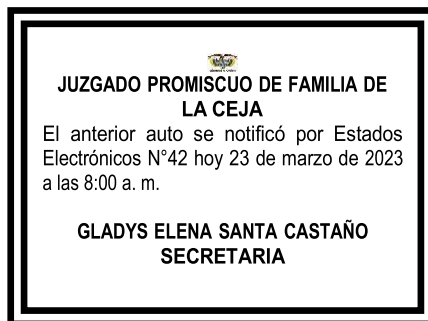 JUZGADO PROMISCUO DE FAMILIA DE
LA CEJA
El anterior auto se notificó por Estados
Electrónicos N°42 hoy 23 de marzo de 2023
a las 8:00 a. m.
GLADYS ELENA SANTA CASTAÑO
SECRETARIA